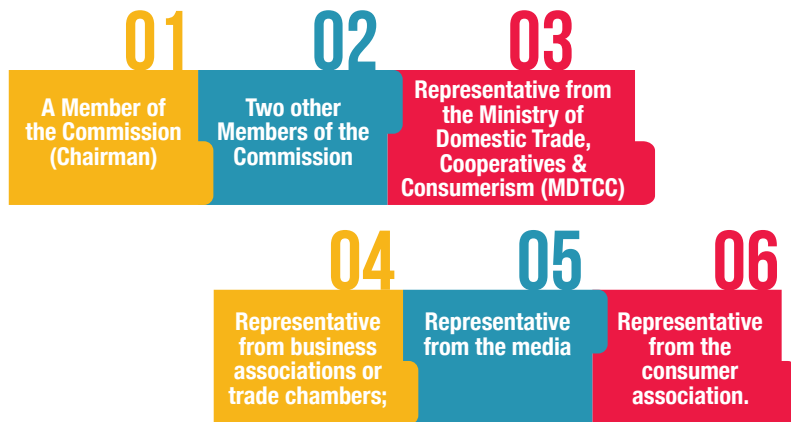 01
A Member of
the Commission
(Chairman)
02
Two other
Members of the
Commission
03
Representative from
the Ministry of
Domestic Trade,
Cooperatives &
Consumerism (MDTCC)
04
Representative
from business
associations or
trade chambers;
05
Representative
from the media
06
Representative
from the
consumer
association.